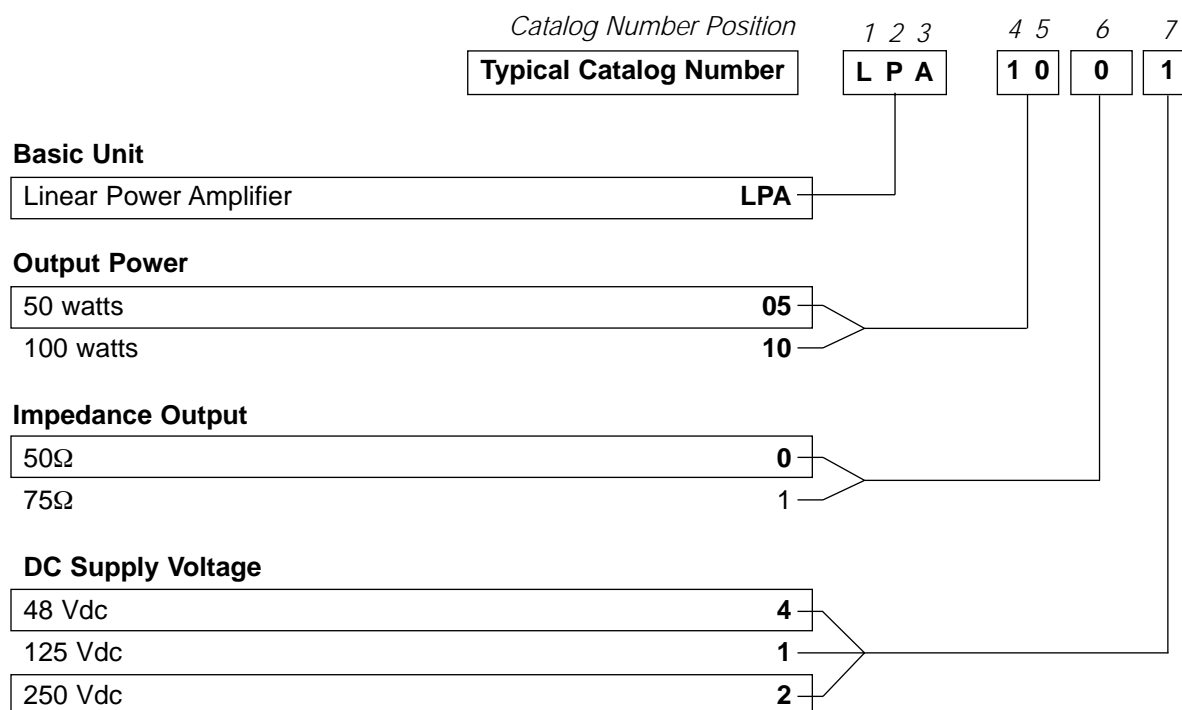 Catalog Number Position 1 2 3 4 5 6 7
Typical Catalog Number L P A 1 0 0 1
Basic Unit
Linear Power Amplifier LPA
Output Power
50 watts 05
100 watts 10
Impedance Output
50Ω 0
75Ω 1
DC Supply Voltage
48 Vdc 4
125 Vdc 1
250 Vdc 2